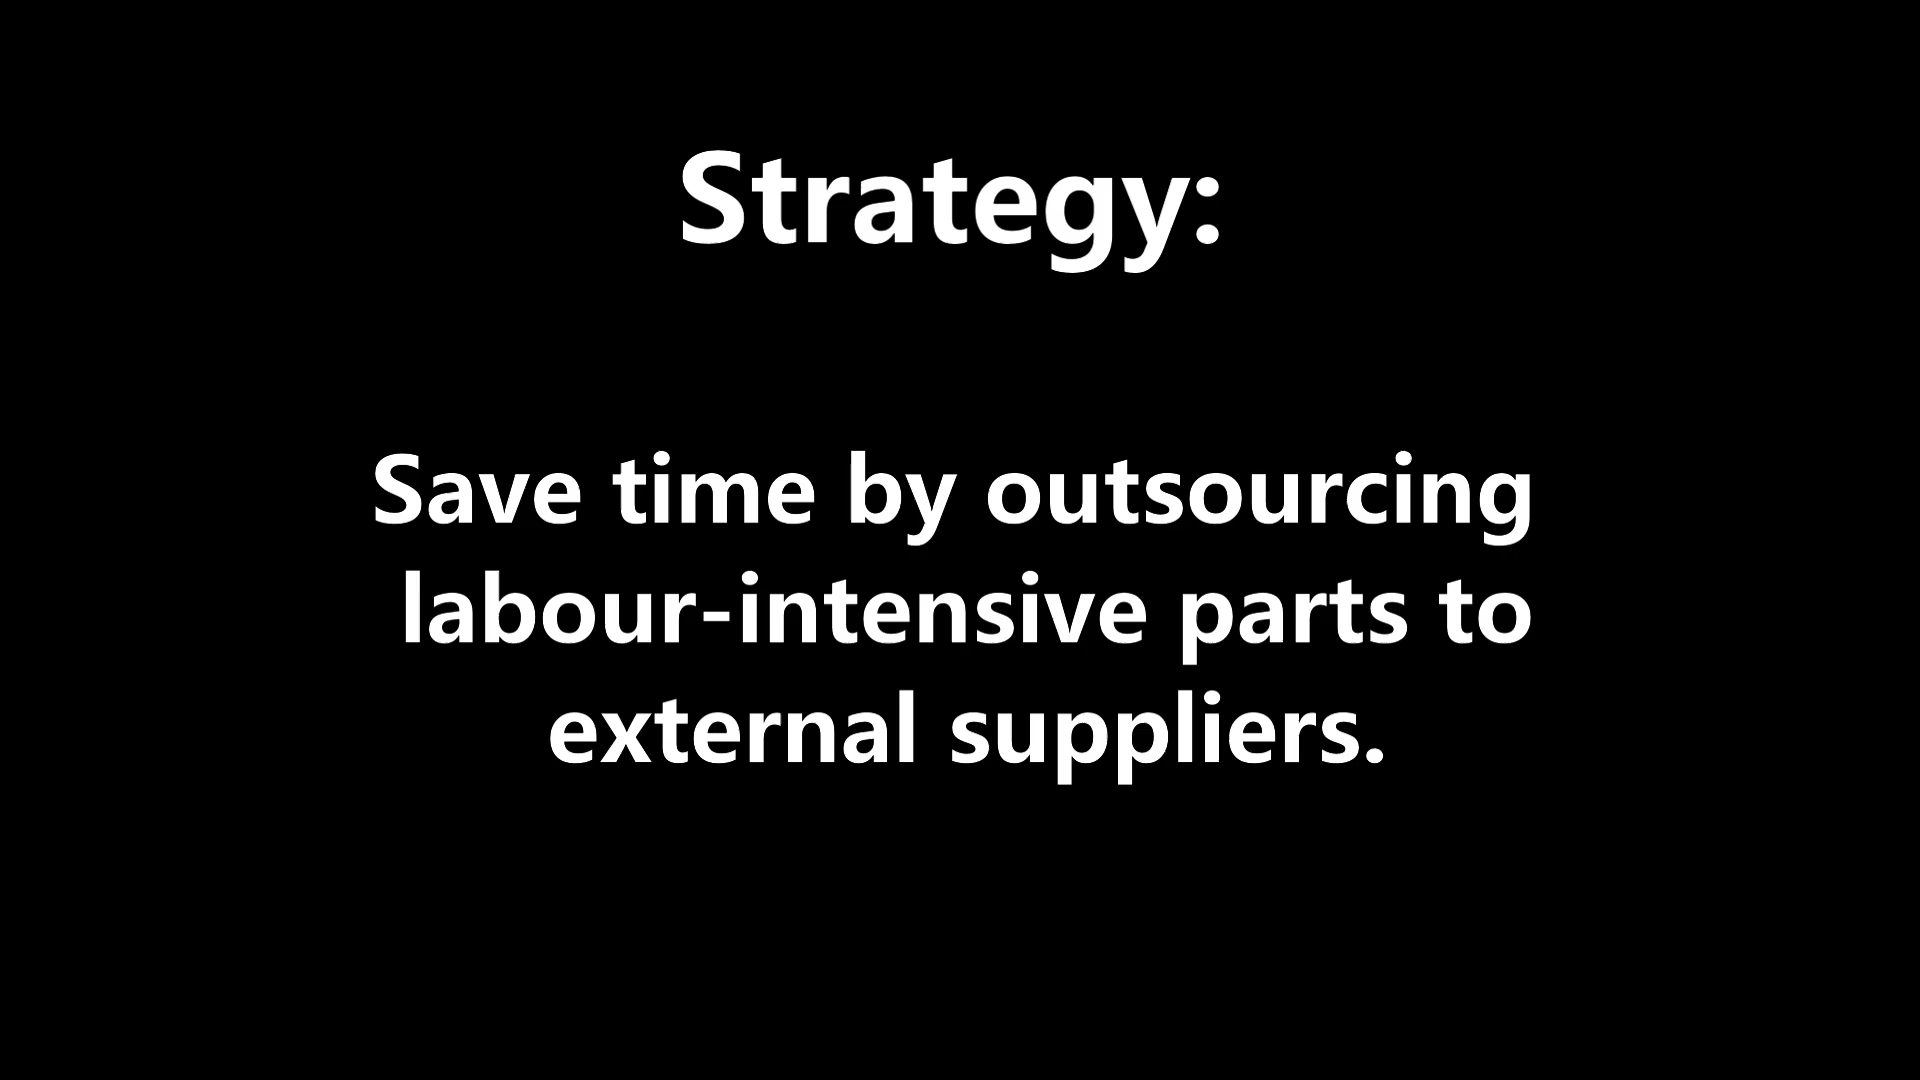 Strategy:
Save time by outsourcing
labour-intensive parts to
external suppliers.